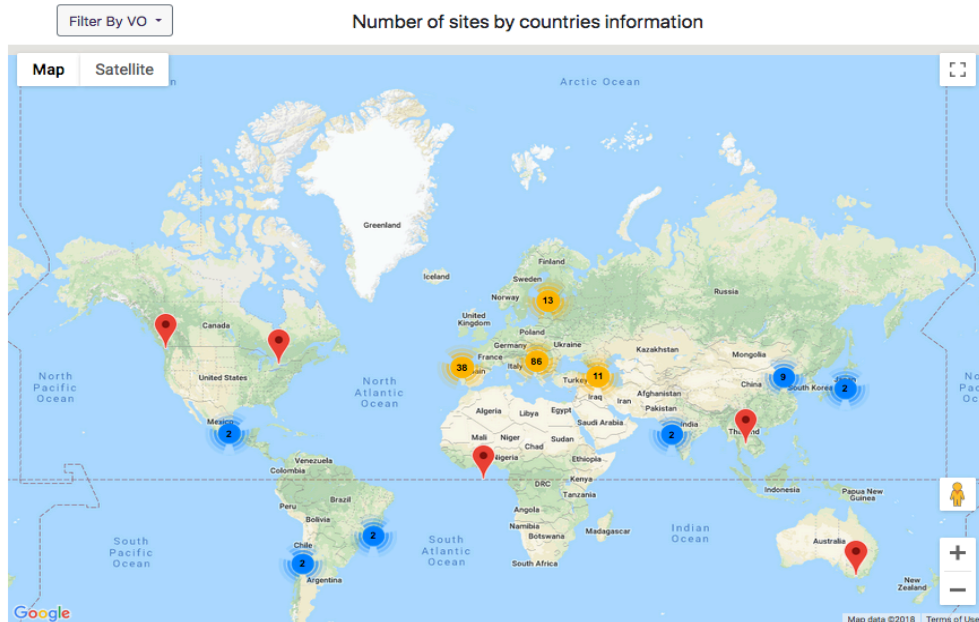 Filter By VO
Number of sites by countries information
Map Satellite
Arctic Ocean
Greenland
Iceland
Finland
Sweden
Norway
13
Russia
United Kingdom
Canada
Poland
Germany
Ukraine
Kazakhstan
Mongolia
France
86
38
Italy
11
9
2
North Pacific Ocean
United States
North Atlantic Ocean
Turkey
China
South Korea
Iraq
Iran
Afghanistan
Pakistan
Algeria
Libya
Egypt
Saudi Arabia
Mexico
2
2
India
Mali
Niger
Chad
Sudan
Nigeria
Ethiopia
Venezuela
Colombia
DRC
Kenya
Tanzania
Indonesia
Papua New Guinea
Peru
Brazil
Bolivia
Angola
Namibia
Botswana
Madagascar
South Pacific Ocean
2
South Atlantic Ocean
Indian Ocean
Australia
Chile
2
South Africa
Argentina
New Zealand
Google
Map data ©2018 Terms of Use